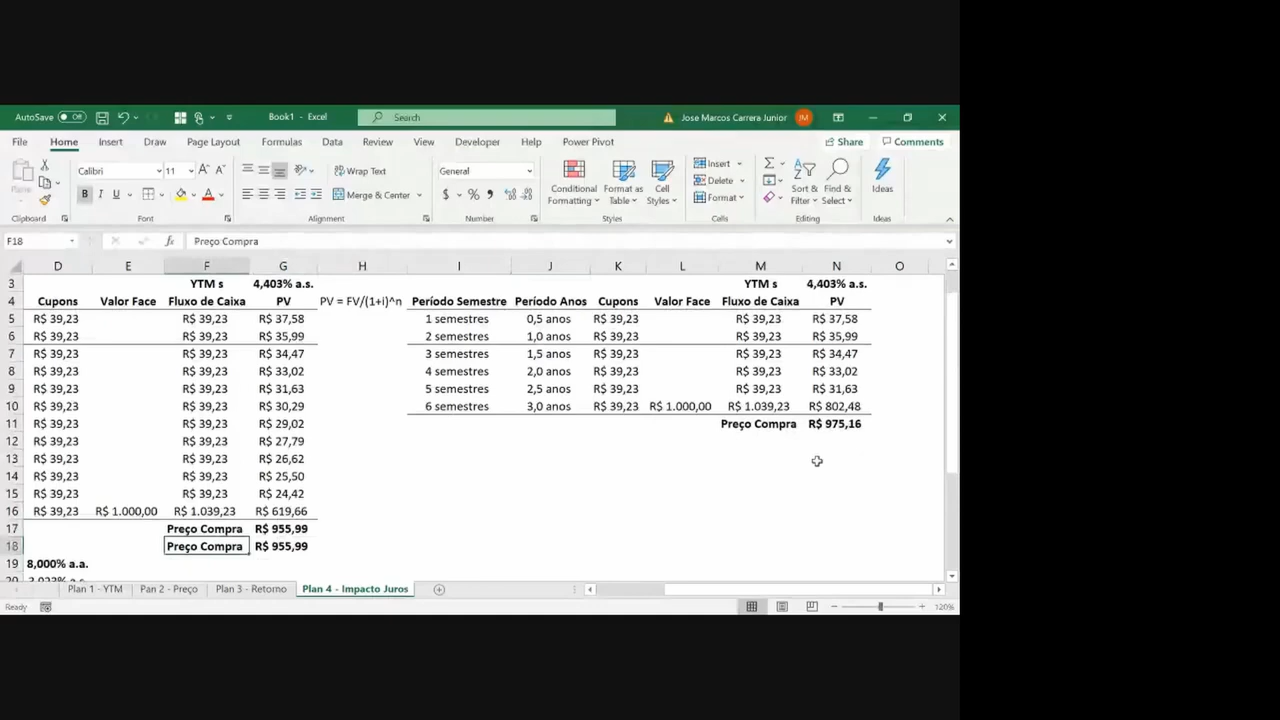 AutoSave Off Book1 - Excel Search Jose Marcos Carrera Junior JM
File Home Insert Draw Page Layout Formulas Data Review View Developer Help Power Pivot Share Comments
Paste Calibri 11 A A Wrap Text General Conditional Formatting Format as Table Cell Styles Insert Delete Format Sort & Filter Find & Select Ideas
B I U A Merge & Center $ % 9
Clipboard Font Alignment Number Styles Cells Editing Ideas
F18 fx Preço Compra
D E F G H I J K L M N O
3 YTM s 4,403% a.s. YTM s 4,403% a.s.
4 Cupons Valor Face Fluxo de Caixa PV PV = FV/(1+i)^n Período Semestre Período Anos Cupons Valor Face Fluxo de Caixa PV
5 R$ 39,23 R$ 39,23 R$ 37,58 1 semestres 0,5 anos R$ 39,23 R$ 39,23 R$ 37,58
6 R$ 39,23 R$ 39,23 R$ 35,99 2 semestres 1,0 anos R$ 39,23 R$ 39,23 R$ 35,99
7 R$ 39,23 R$ 39,23 R$ 34,47 3 semestres 1,5 anos R$ 39,23 R$ 39,23 R$ 34,47
8 R$ 39,23 R$ 39,23 R$ 33,02 4 semestres 2,0 anos R$ 39,23 R$ 39,23 R$ 33,02
9 R$ 39,23 R$ 39,23 R$ 31,63 5 semestres 2,5 anos R$ 39,23 R$ 39,23 R$ 31,63
10 R$ 39,23 R$ 39,23 R$ 30,29 6 semestres 3,0 anos R$ 39,23 R$ 1.000,00 R$ 1.039,23 R$ 802,48
11 R$ 39,23 R$ 39,23 R$ 29,02 Preço Compra R$ 975,16
12 R$ 39,23 R$ 39,23 R$ 27,79
13 R$ 39,23 R$ 39,23 R$ 26,62
14 R$ 39,23 R$ 39,23 R$ 25,50
15 R$ 39,23 R$ 39,23 R$ 24,42
16 R$ 39,23 R$ 1.000,00 R$ 1.039,23 R$ 619,66
17 Preço Compra R$ 955,99
18 Preço Compra R$ 955,99
19 8,000% a.a.
Plan 1 - YTM Pan 2 - Preço Plan 3 - Retorno Plan 4 - Impacto Juros
Ready 120%